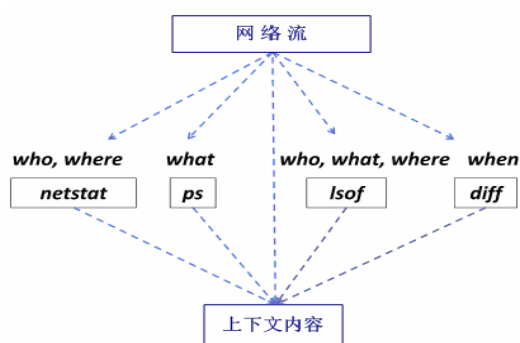 网络流
who, where what who, what, where when
netstat ps lsof diff
上下文内容